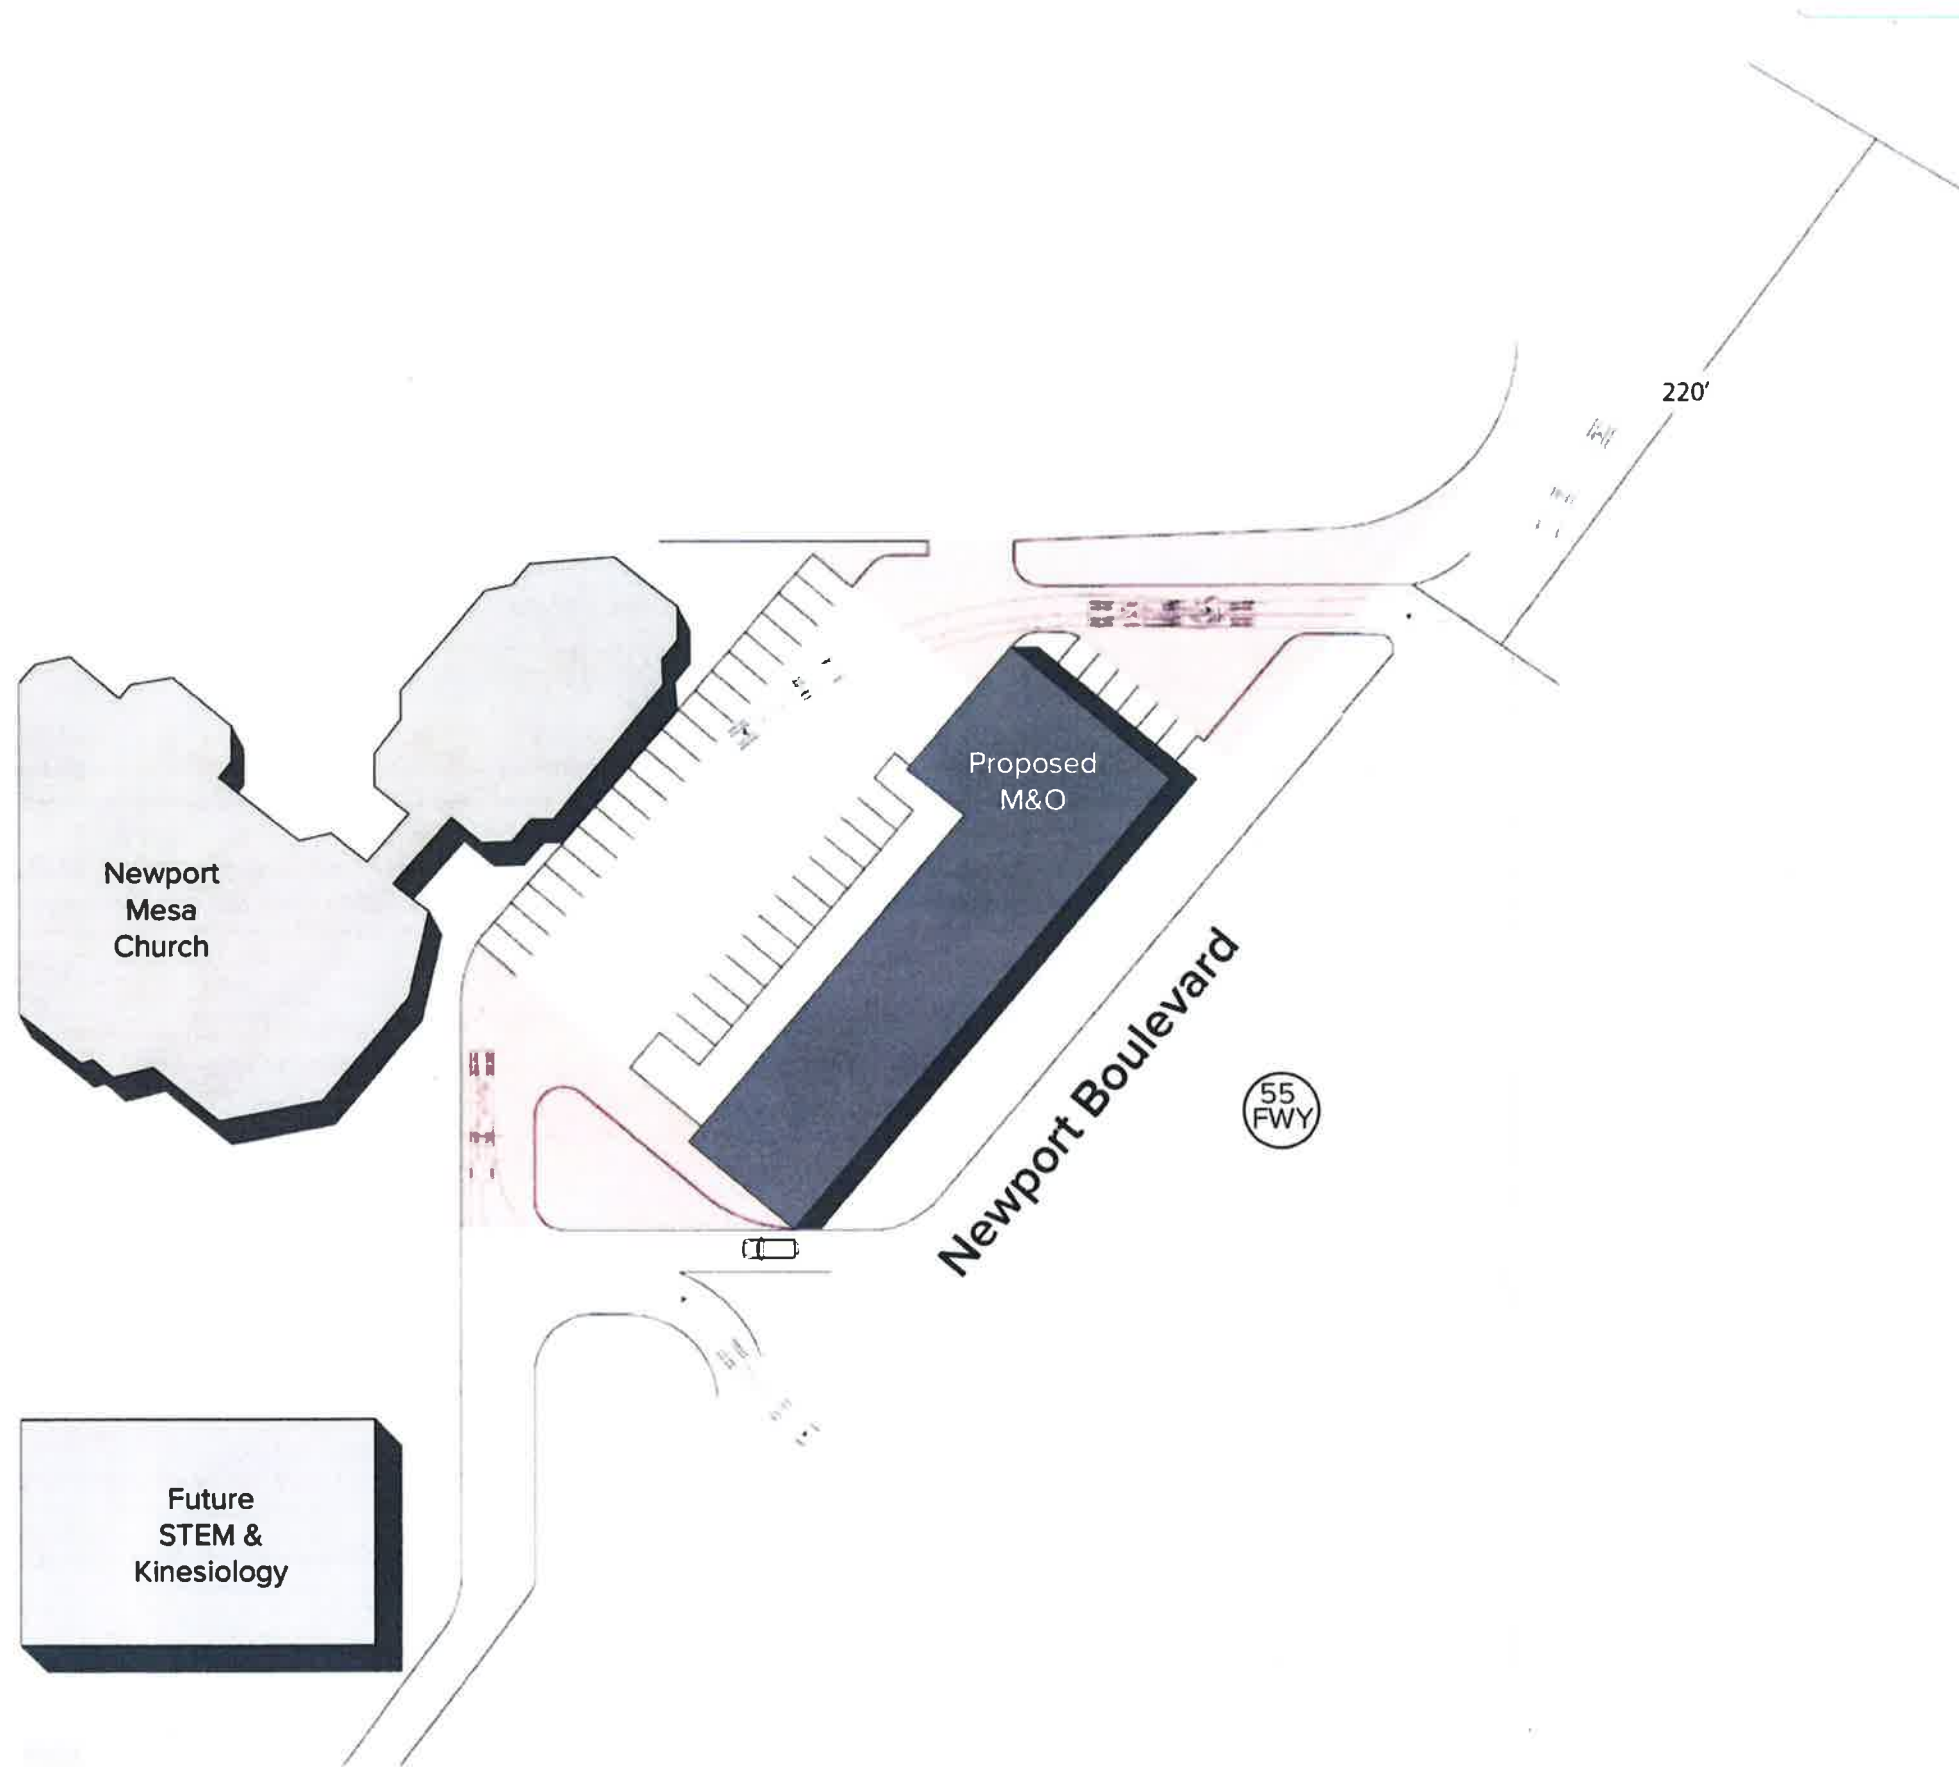 220′
Proposed
M&O
Newport
Mesa
Church
Newport Boulevard
55
FWY
Future
STEM &
Kinesiology